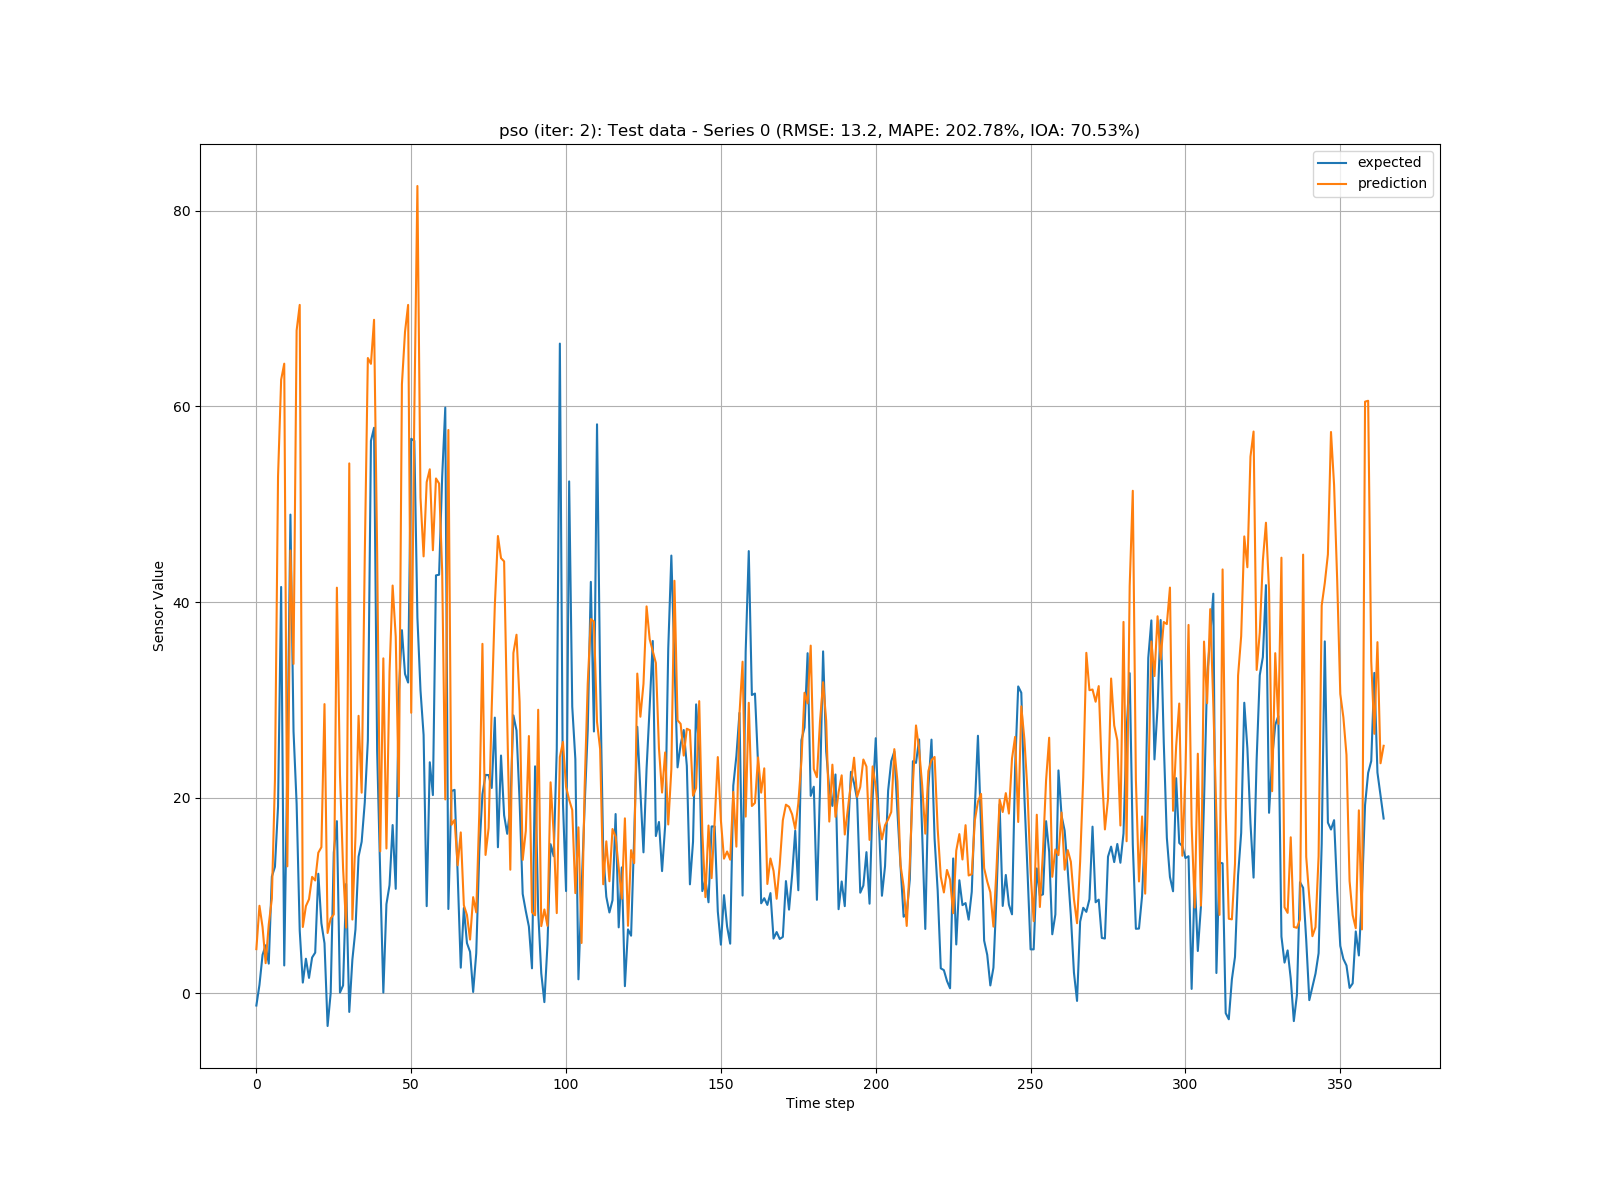 pso (iter: 2): Test data - Series 0 (RMSE: 13.2, MAPE: 202.78%, IOA: 70.53%)
expected
prediction
80
60
40
20
0
Sensor Value
0 50 100 150 200 250 300 350
Time step